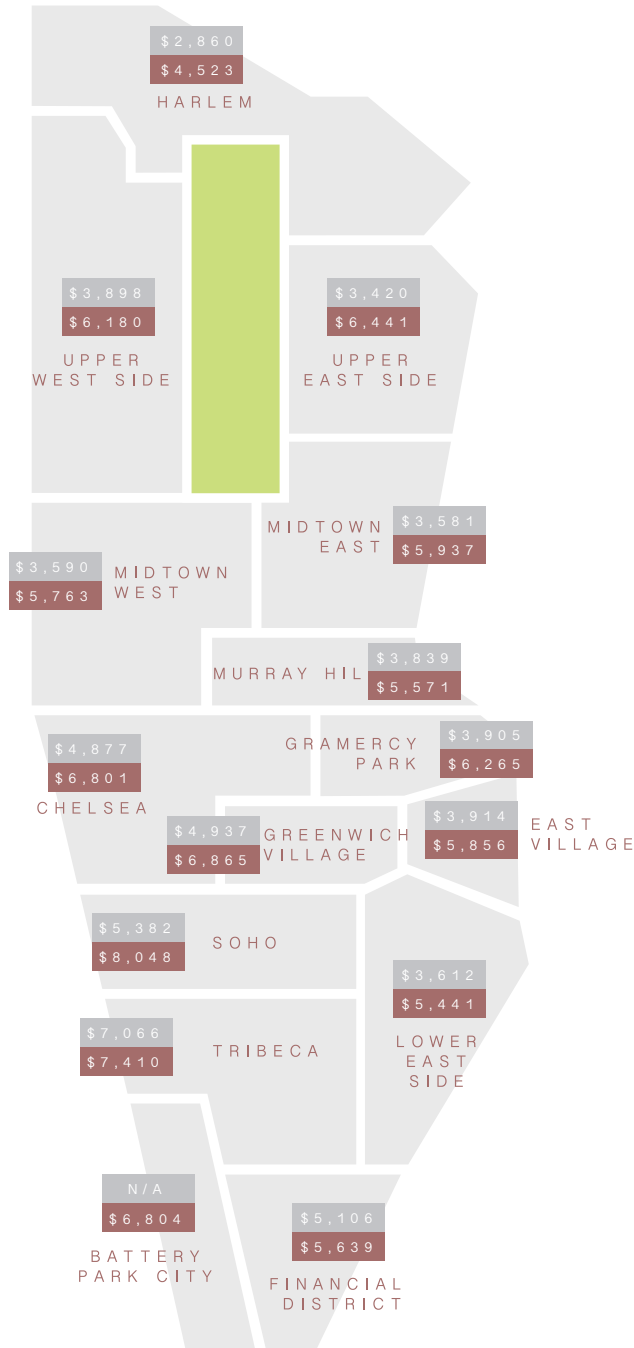 $2,860
$4,523
HARLEM
$3,898
$6,180
UPPER
WEST SIDE
$3,420
$6,441
UPPER
EAST SIDE
MIDTOWN
EAST
$3,581
$5,937
$3,590
$5,763
MIDTOWN
WEST
MURRAY HIL
$3,839
$5,571
$4,877
$6,801
CHELSEA
GRAMERCY
PARK
$3,905
$6,265
$4,937
$6,865
GREENWICH
VILLAGE
$3,914
$5,856
EAST
VILLAGE
$5,382
$8,048
SOHO
$3,612
$5,441
LOWER
EAST
SIDE
$7,066
$7,410
TRIBECA
N/A
$6,804
BATTERY
PARK CITY
$5,106
$5,639
FINANCIAL
DISTRICT